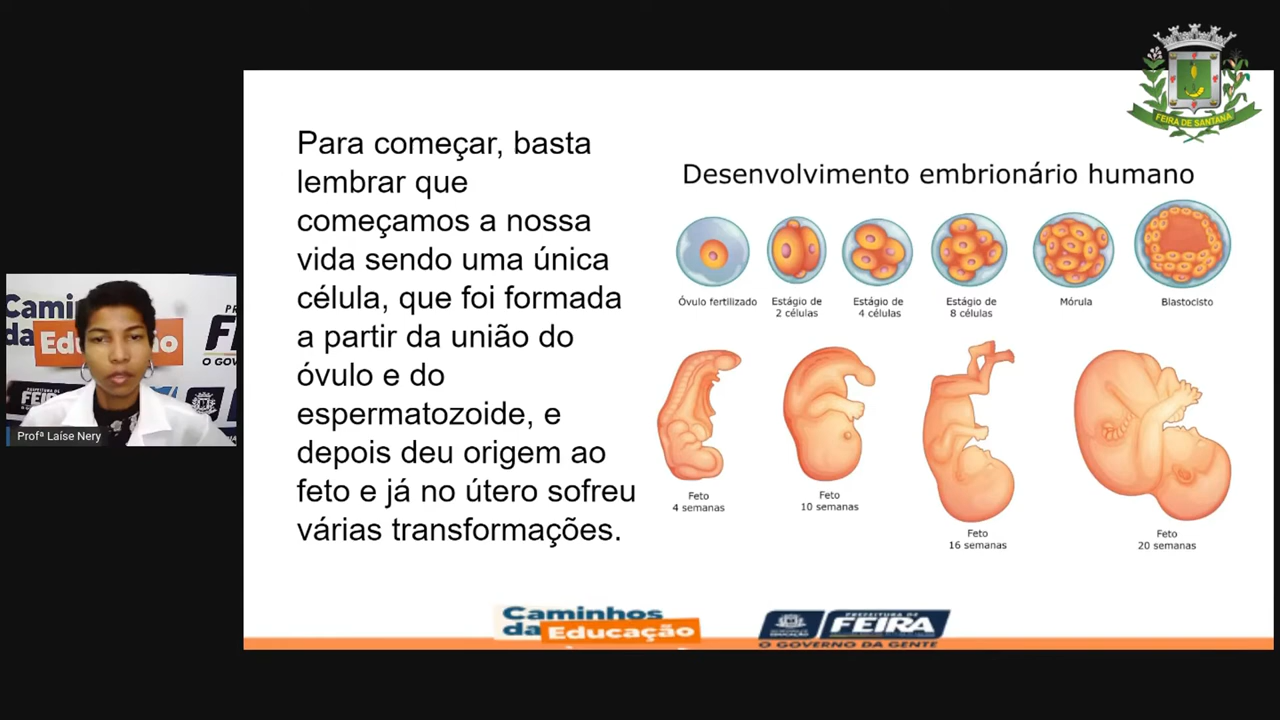 FEIRA DE SANTANA
Para começar, basta
lembrar que
começamos a nossa
vida sendo uma única
célula, que foi formada
a partir da união do
óvulo e do
espermatozoide, e
depois deu origem ao
feto e já no útero sofreu
várias transformações.
Desenvolvimento embrionário humano
Óvulo fertilizado
Estágio de
2 células
Estágio de
4 células
Estágio de
8 células
Mórula
Blastocisto
Feto
4 semanas
Feto
10 semanas
Feto
16 semanas
Feto
20 semanas
Profª Laíse Nery
Caminhos
da Educação
PREFEITURA DE
FEIRA
O GOVERNO DA GENTE